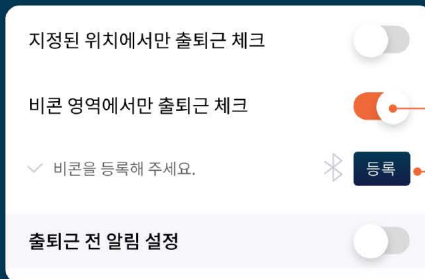 지정된 위치에서만 출퇴근 체크
비콘 영역에서만 출퇴근 체크
비콘을 등록해 주세요. 등록
출퇴근 전 알림 설정